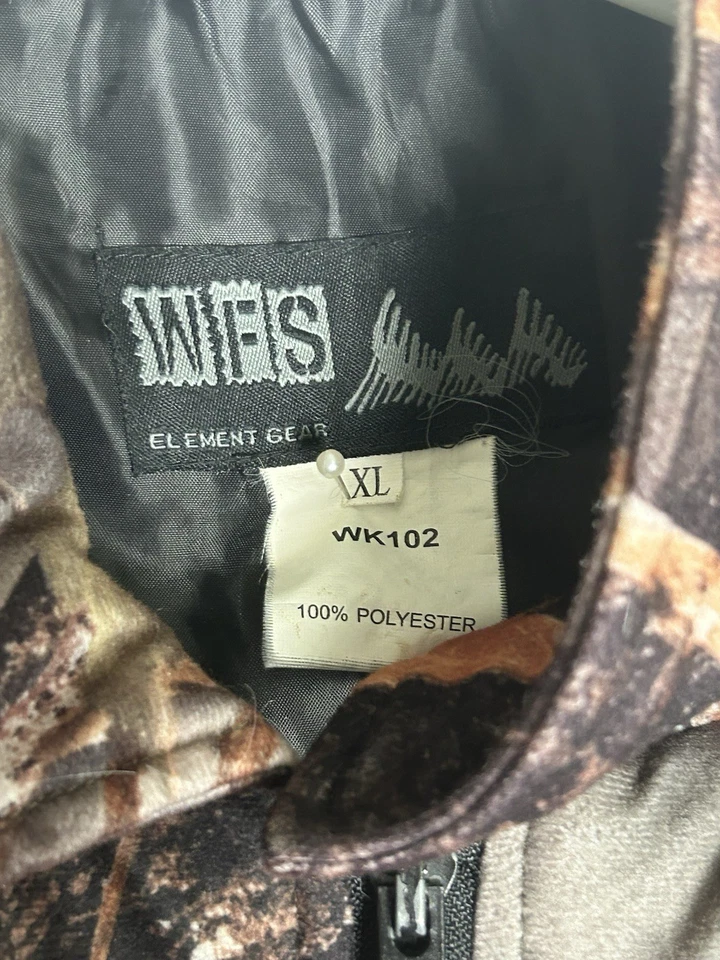 WFS
ELEMENT GEAR
XL
WK102
100% POLYESTER